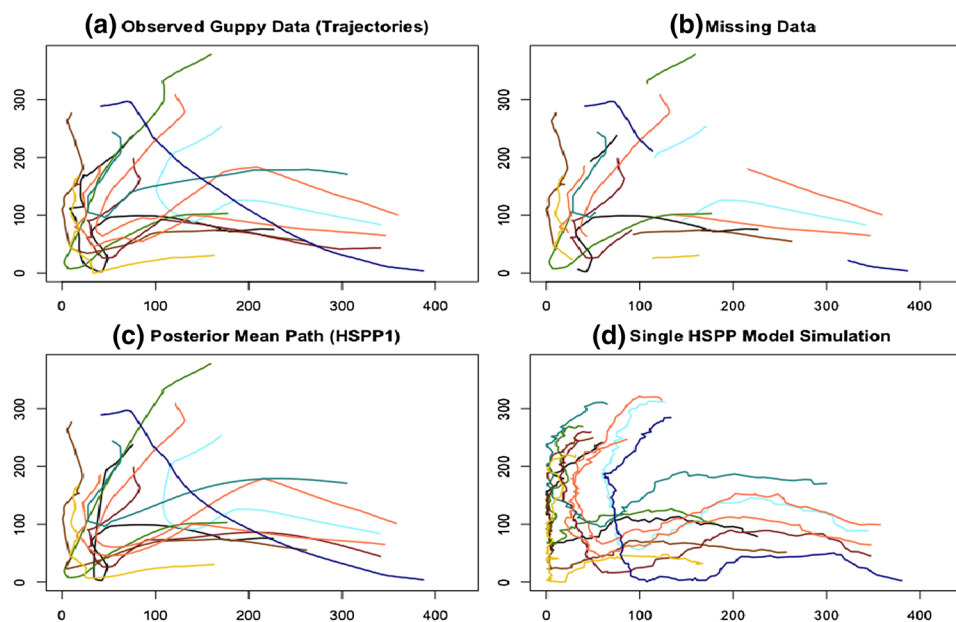 (a) Observed Guppy Data (Trajectories)
300
200
100
0
0 100 200 300 400
(b) Missing Data
300
200
100
0
0 100 200 300 400
(c) Posterior Mean Path (HSPP1)
300
200
100
0
0 100 200 300 400
(d) Single HSPP Model Simulation
300
200
100
0
0 100 200 300 400